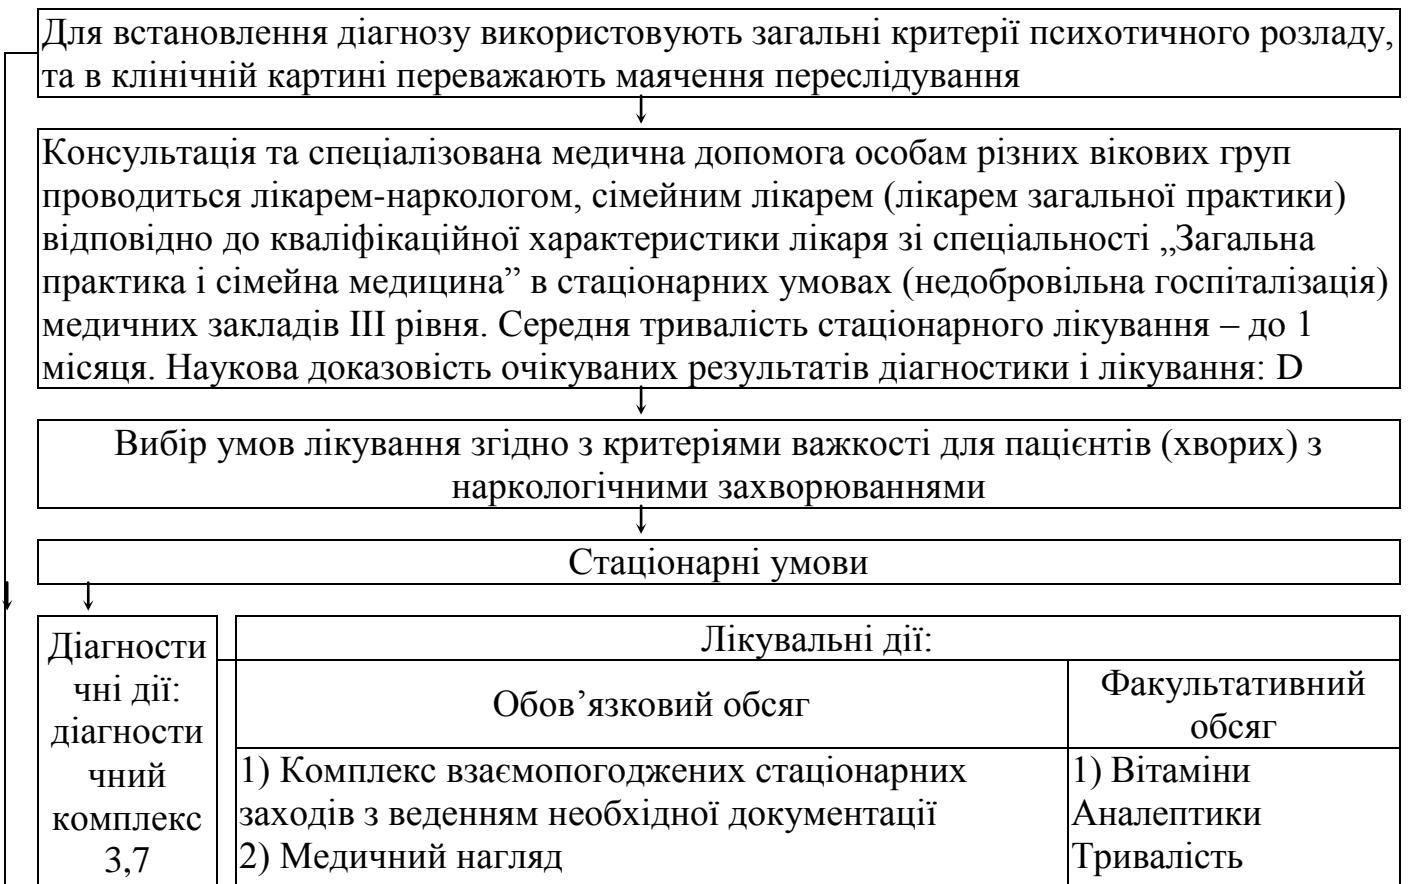 Для встановлення діагнозу використовують загальні критерії психотичного розладу,
та в клінічній картині переважають маячення переслідування
Консультація та спеціалізована медична допомога особам різних вікових груп
проводиться лікарем-наркологом, сімейним лікарем (лікарем загальної практики)
відповідно до кваліфікаційної характеристики лікаря зі спеціальності „Загальна
практика і сімейна медицина” в стаціонарних умовах (недобровільна госпіталізація)
медичних закладів ІІІ рівня. Середня тривалість стаціонарного лікування – до 1
місяця. Наукова доказовість очікуваних результатів діагностики і лікування: D
Вибір умов лікування згідно з критеріями важкості для пацієнтів (хворих) з
наркологічними захворюваннями
Стаціонарні умови
Діагности
чні дії:
діагности
чний
комплекс
3,7
Лікувальні дії:
Обов’язковий обсяг
Факультативний
обсяг
1) Комплекс взаємопогоджених стаціонарних
заходів з веденням необхідної документації
2) Медичний нагляд
1) Вітаміни
Аналептики
Тривалість